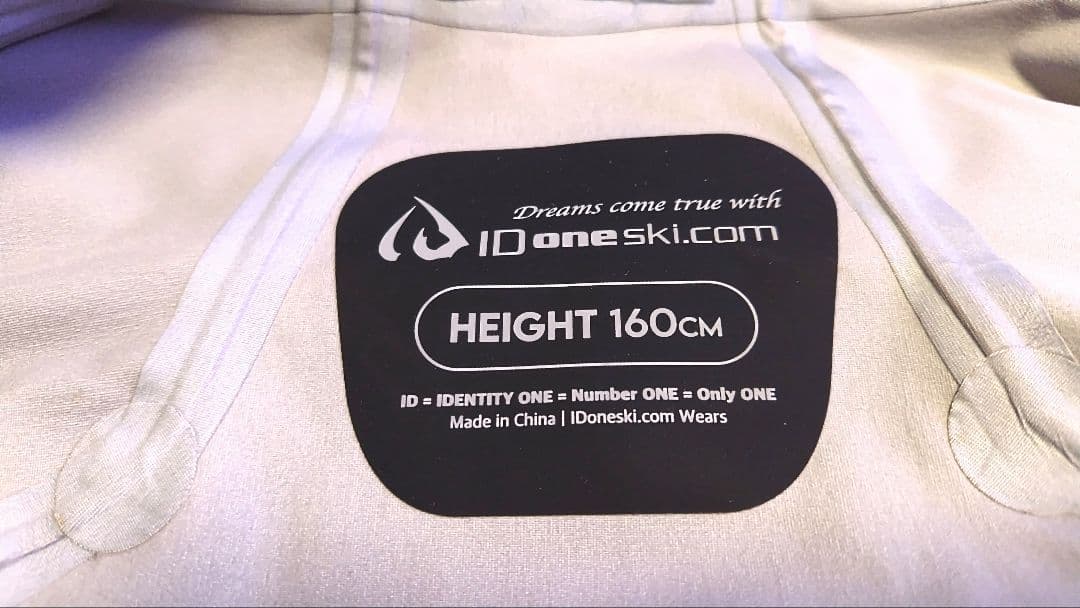 Dreams come true with
IDoneski.com
HEIGHT 160CM
ID = IDENTITY ONE = Number ONE = Only ONE
Made in China | IDoneski.com Wears